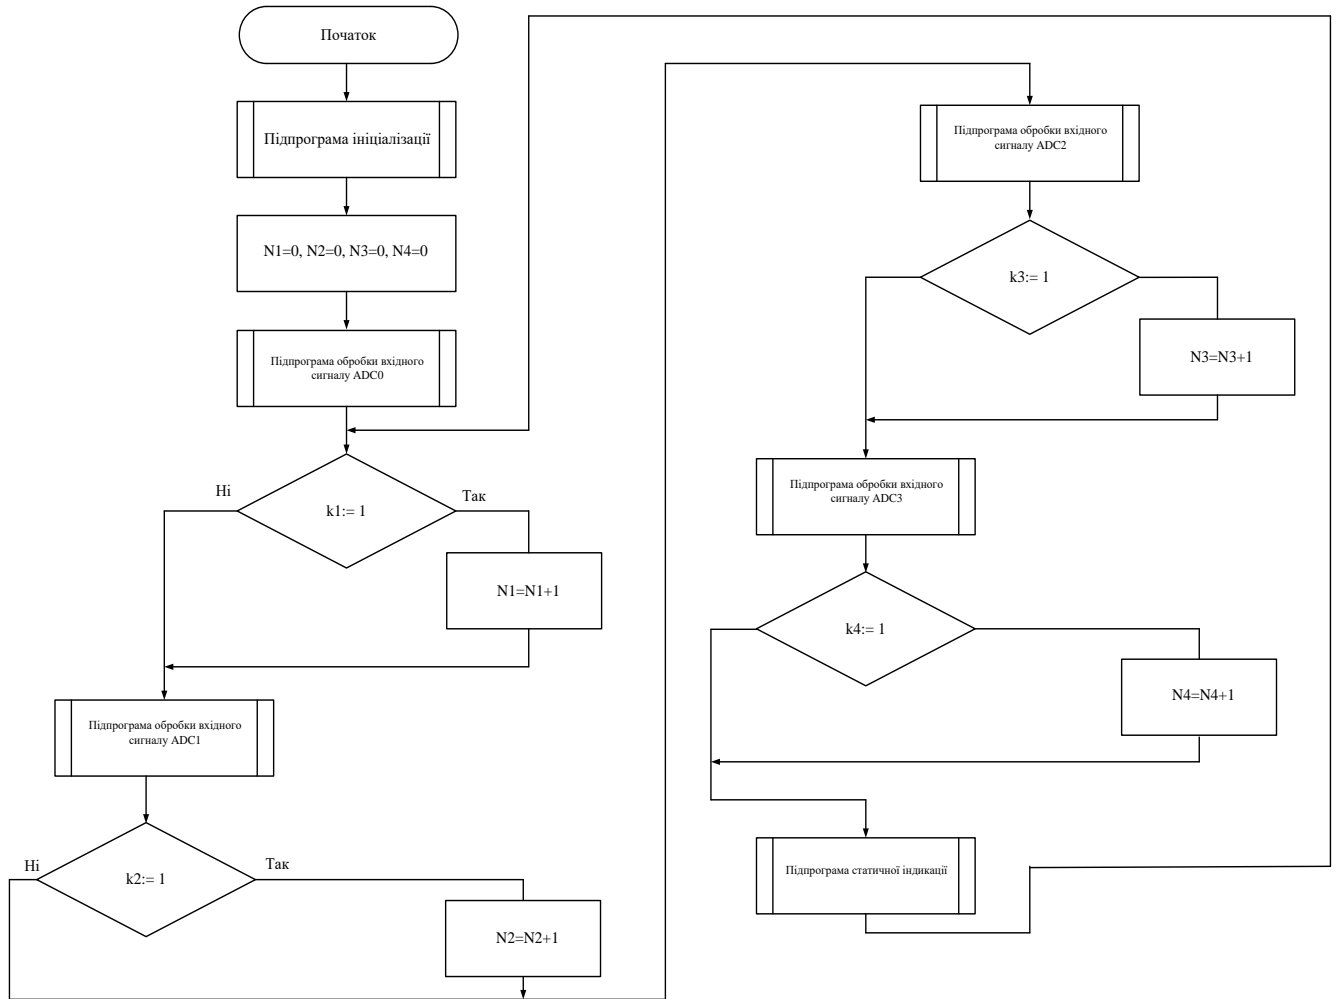 Початок
Підпрограма ініціалізації
N1=0, N2=0, N3=0, N4=0
Підпрограма обробки вхідного
сигналу ADC0
k1:= 1
Ні
Так
N1=N1+1
Підпрограма обробки вхідного
сигналу ADC1
k2:= 1
Ні
Так
N2=N2+1
Підпрограма обробки вхідного
сигналу ADC2
k3:= 1
N3=N3+1
Підпрограма обробки вхідного
сигналу ADC3
k4:= 1
N4=N4+1
Підпрограма статичної індикації